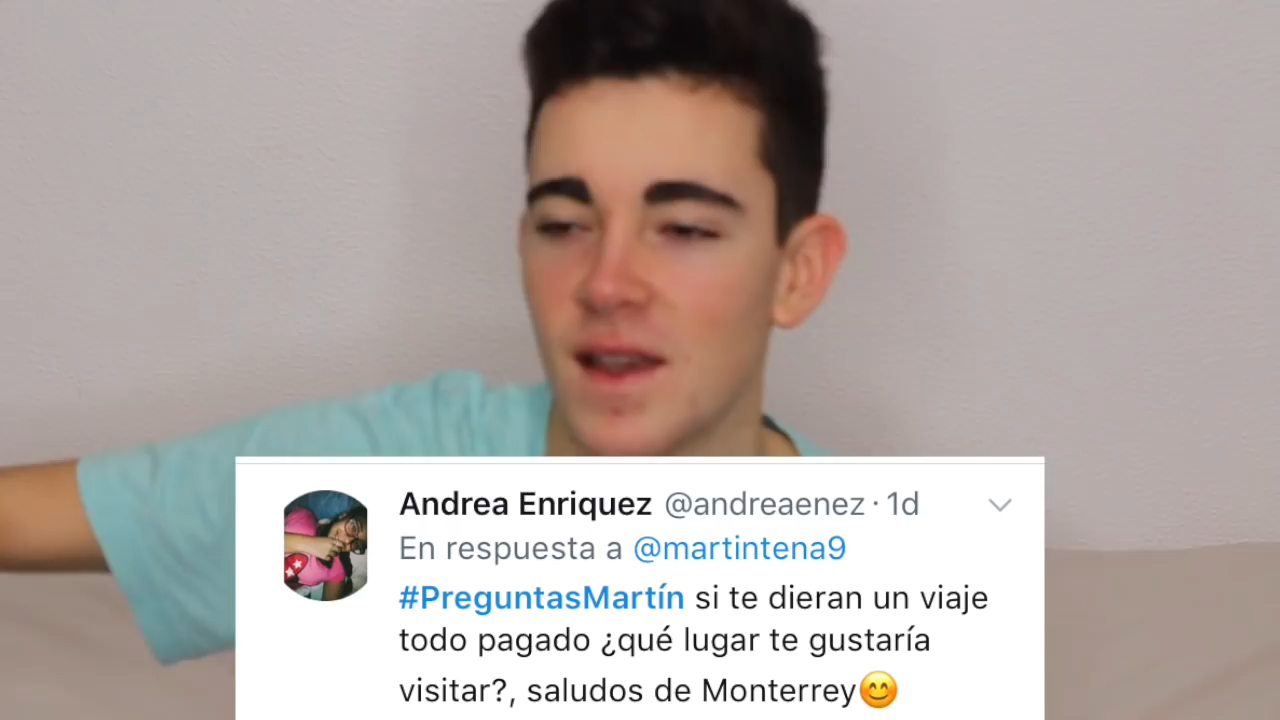 Andrea Enriquez @andreaenez · 1d
En respuesta a @martintena9
#PreguntasMartín si te dieran un viaje
todo pagado ¿qué lugar te gustaría
visitar?, saludos de Monterrey😊